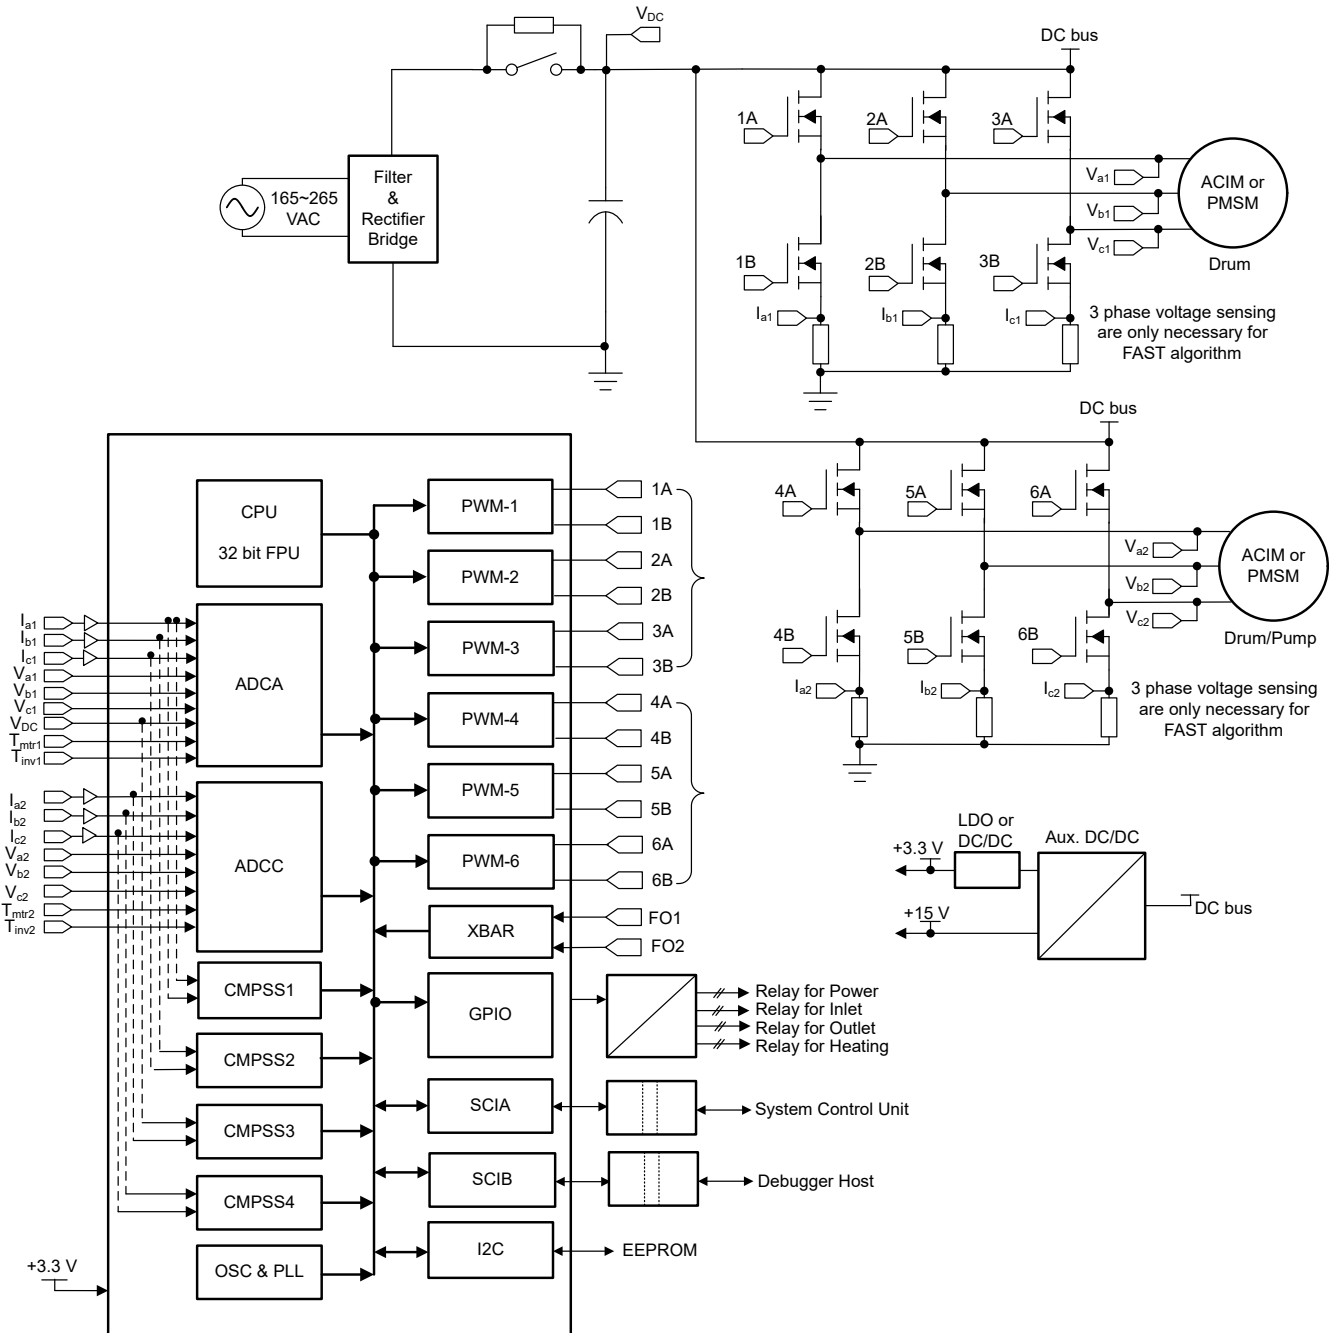 VDC
DC bus
1A
2A
3A
Filter
&
Rectifier
Bridge
165~265
VAC
Va1
Vb1
Vc1
ACIM or
PMSM
Drum
1B
2B
3B
Ia1
Ib1
Ic1
3 phase voltage sensing
are only necessary for
FAST algorithm
DC bus
4A
5A
6A
Va2
Vb2
Vc2
ACIM or
PMSM
Drum/Pump
4B
5B
6B
Ia2
Ib2
Ic2
3 phase voltage sensing
are only necessary for
FAST algorithm
CPU
32 bit FPU
PWM-1
1A
1B
PWM-2
2A
2B
PWM-3
3A
3B
PWM-4
4A
4B
PWM-5
5A
5B
PWM-6
6A
6B
Ia1
Ib1
Ic1
Va1
Vb1
Vc1
VDC
Tmtr1
Tinv1
ADCA
Ia2
Ib2
Ic2
Va2
Vb2
Vc2
Tmtr2
Tinv2
ADCC
XBAR
FO1
FO2
CMPSS1
GPIO
Relay for Power
Relay for Inlet
Relay for Outlet
Relay for Heating
CMPSS2
CMPSS3
SCIA
System Control Unit
CMPSS4
SCIB
Debugger Host
OSC & PLL
I2C
EEPROM
+3.3 V
LDO or
DC/DC
Aux. DC/DC
+3.3 V
+15 V
DC bus